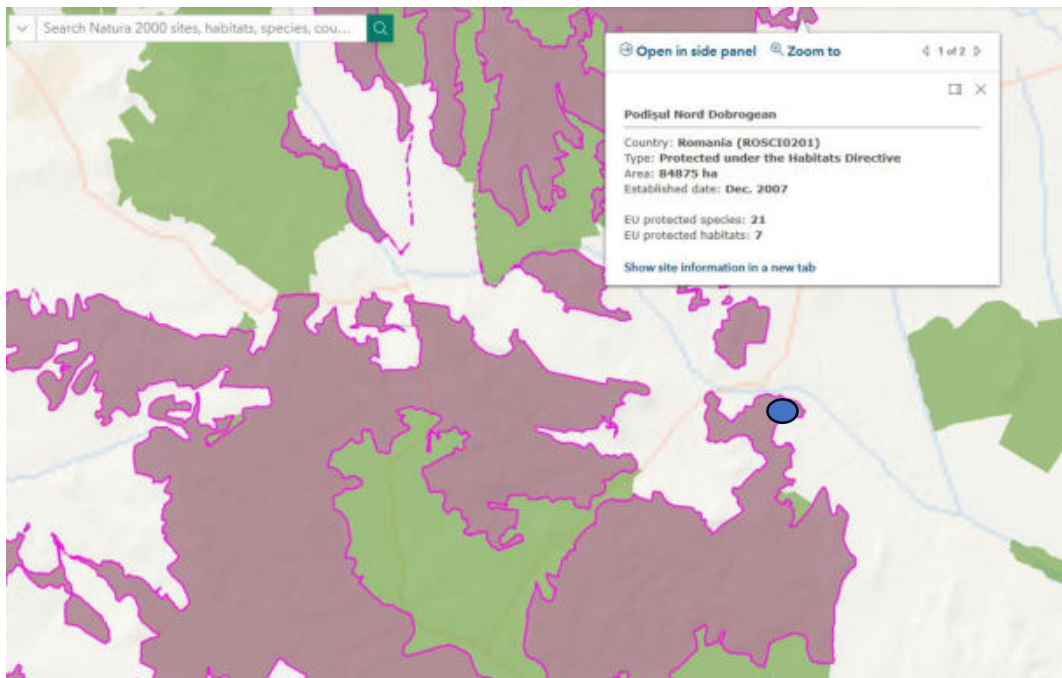 Search Natura 2000 sites, habitats, species, cou...
Open in side panel Zoom to 1 of 2
Podișul Nord Dobrogean
Country: Romania (ROSCI0201)
Type: Protected under the Habitats Directive
Area: 84875 ha
Established date: Dec. 2007
EU protected species: 21
EU protected habitats: 7
Show site information in a new tab